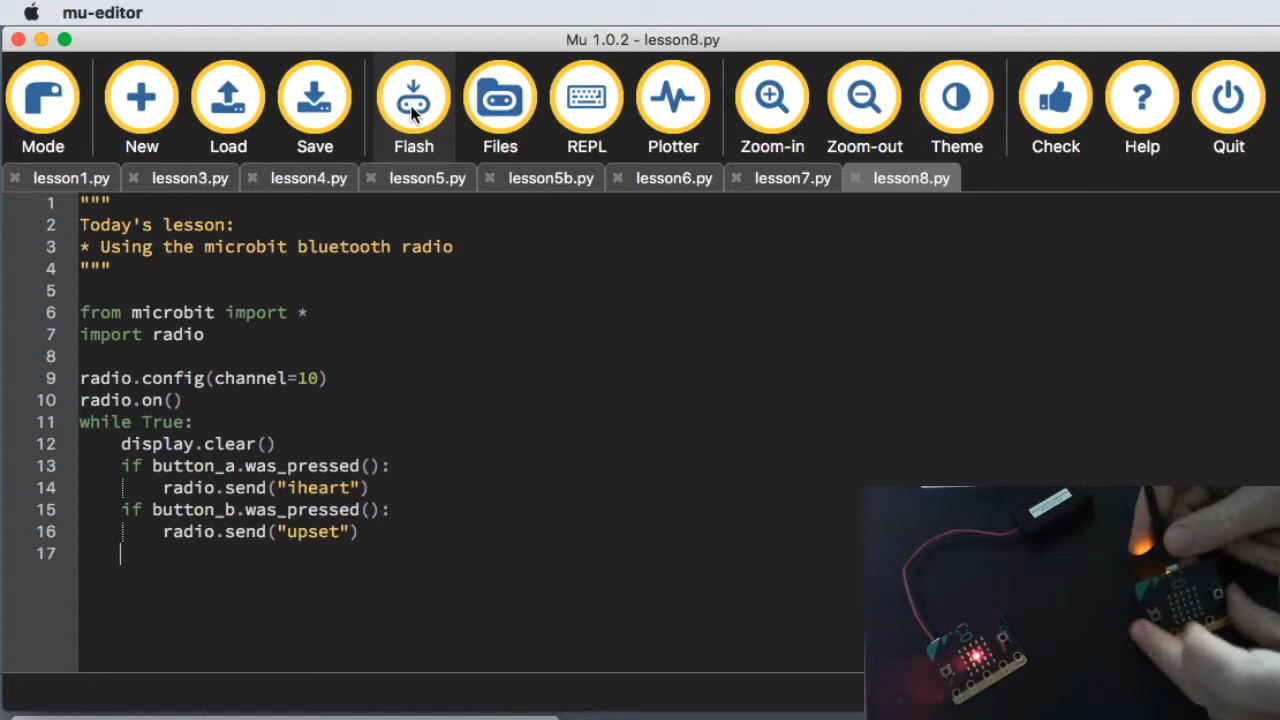 mu-editor
Mu 1.0.2 - lesson8.py
Mode New Load Save Flash Files REPL Plotter Zoom-in Zoom-out Theme Check Help Quit
lesson1.py lesson3.py lesson4.py lesson5.py lesson5b.py lesson6.py lesson7.py lesson8.py
1 """
2 Today's lesson:
3 * Using the microbit bluetooth radio
4 """
5
6 from microbit import *
7 import radio
8
9 radio.config(channel=10)
10 radio.on()
11 while True:
12 display.clear()
13 if button_a.was_pressed():
14 radio.send("iheart")
15 if button_b.was_pressed():
16 radio.send("upset")
17